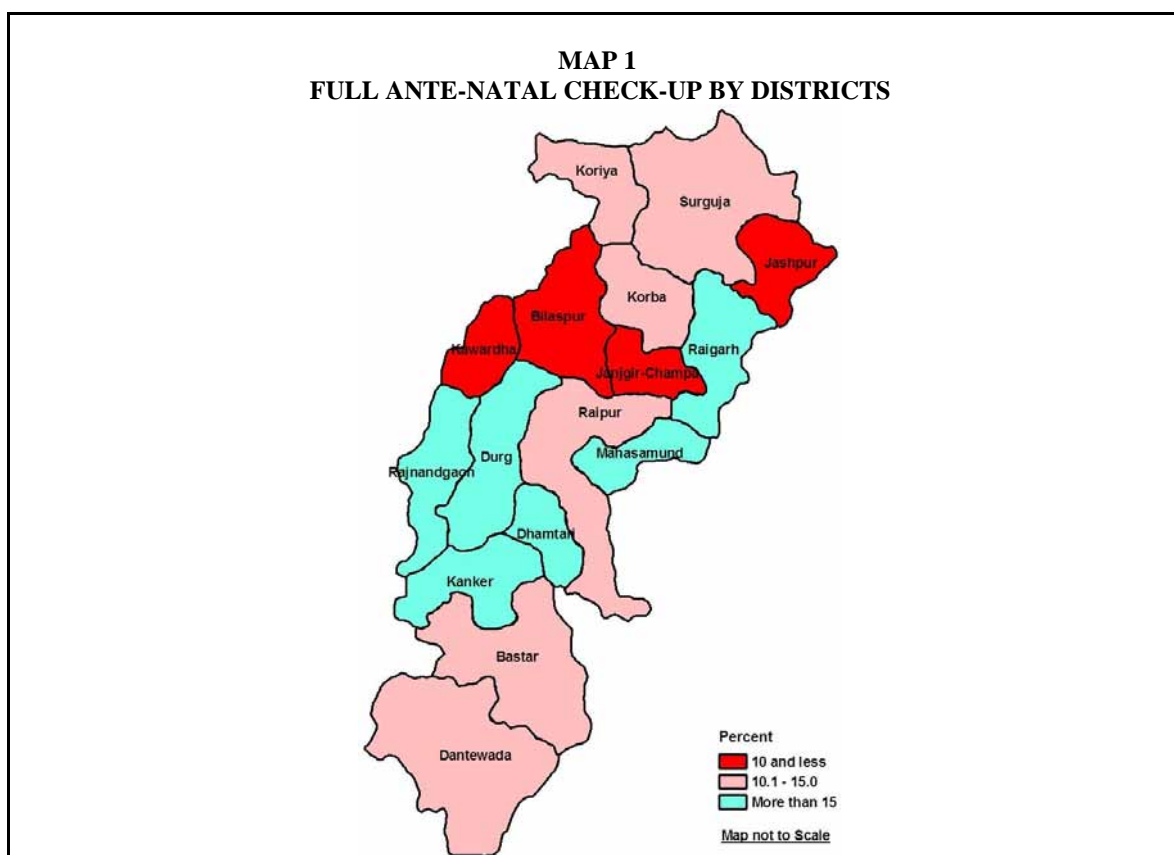 MAP 1
FULL ANTE-NATAL CHECK-UP BY DISTRICTS
Koriya
Surguja
Jashpur
Korba
Bilaspur
Kawardha
Raigarh
Janjgir-Champa
Raipur
Mahasamund
Durg
Rajnandgaon
Dhamtari
Kanker
Bastar
Dantewada
Percent
10 and less
10.1 - 15.0
More than 15
Map not to Scale